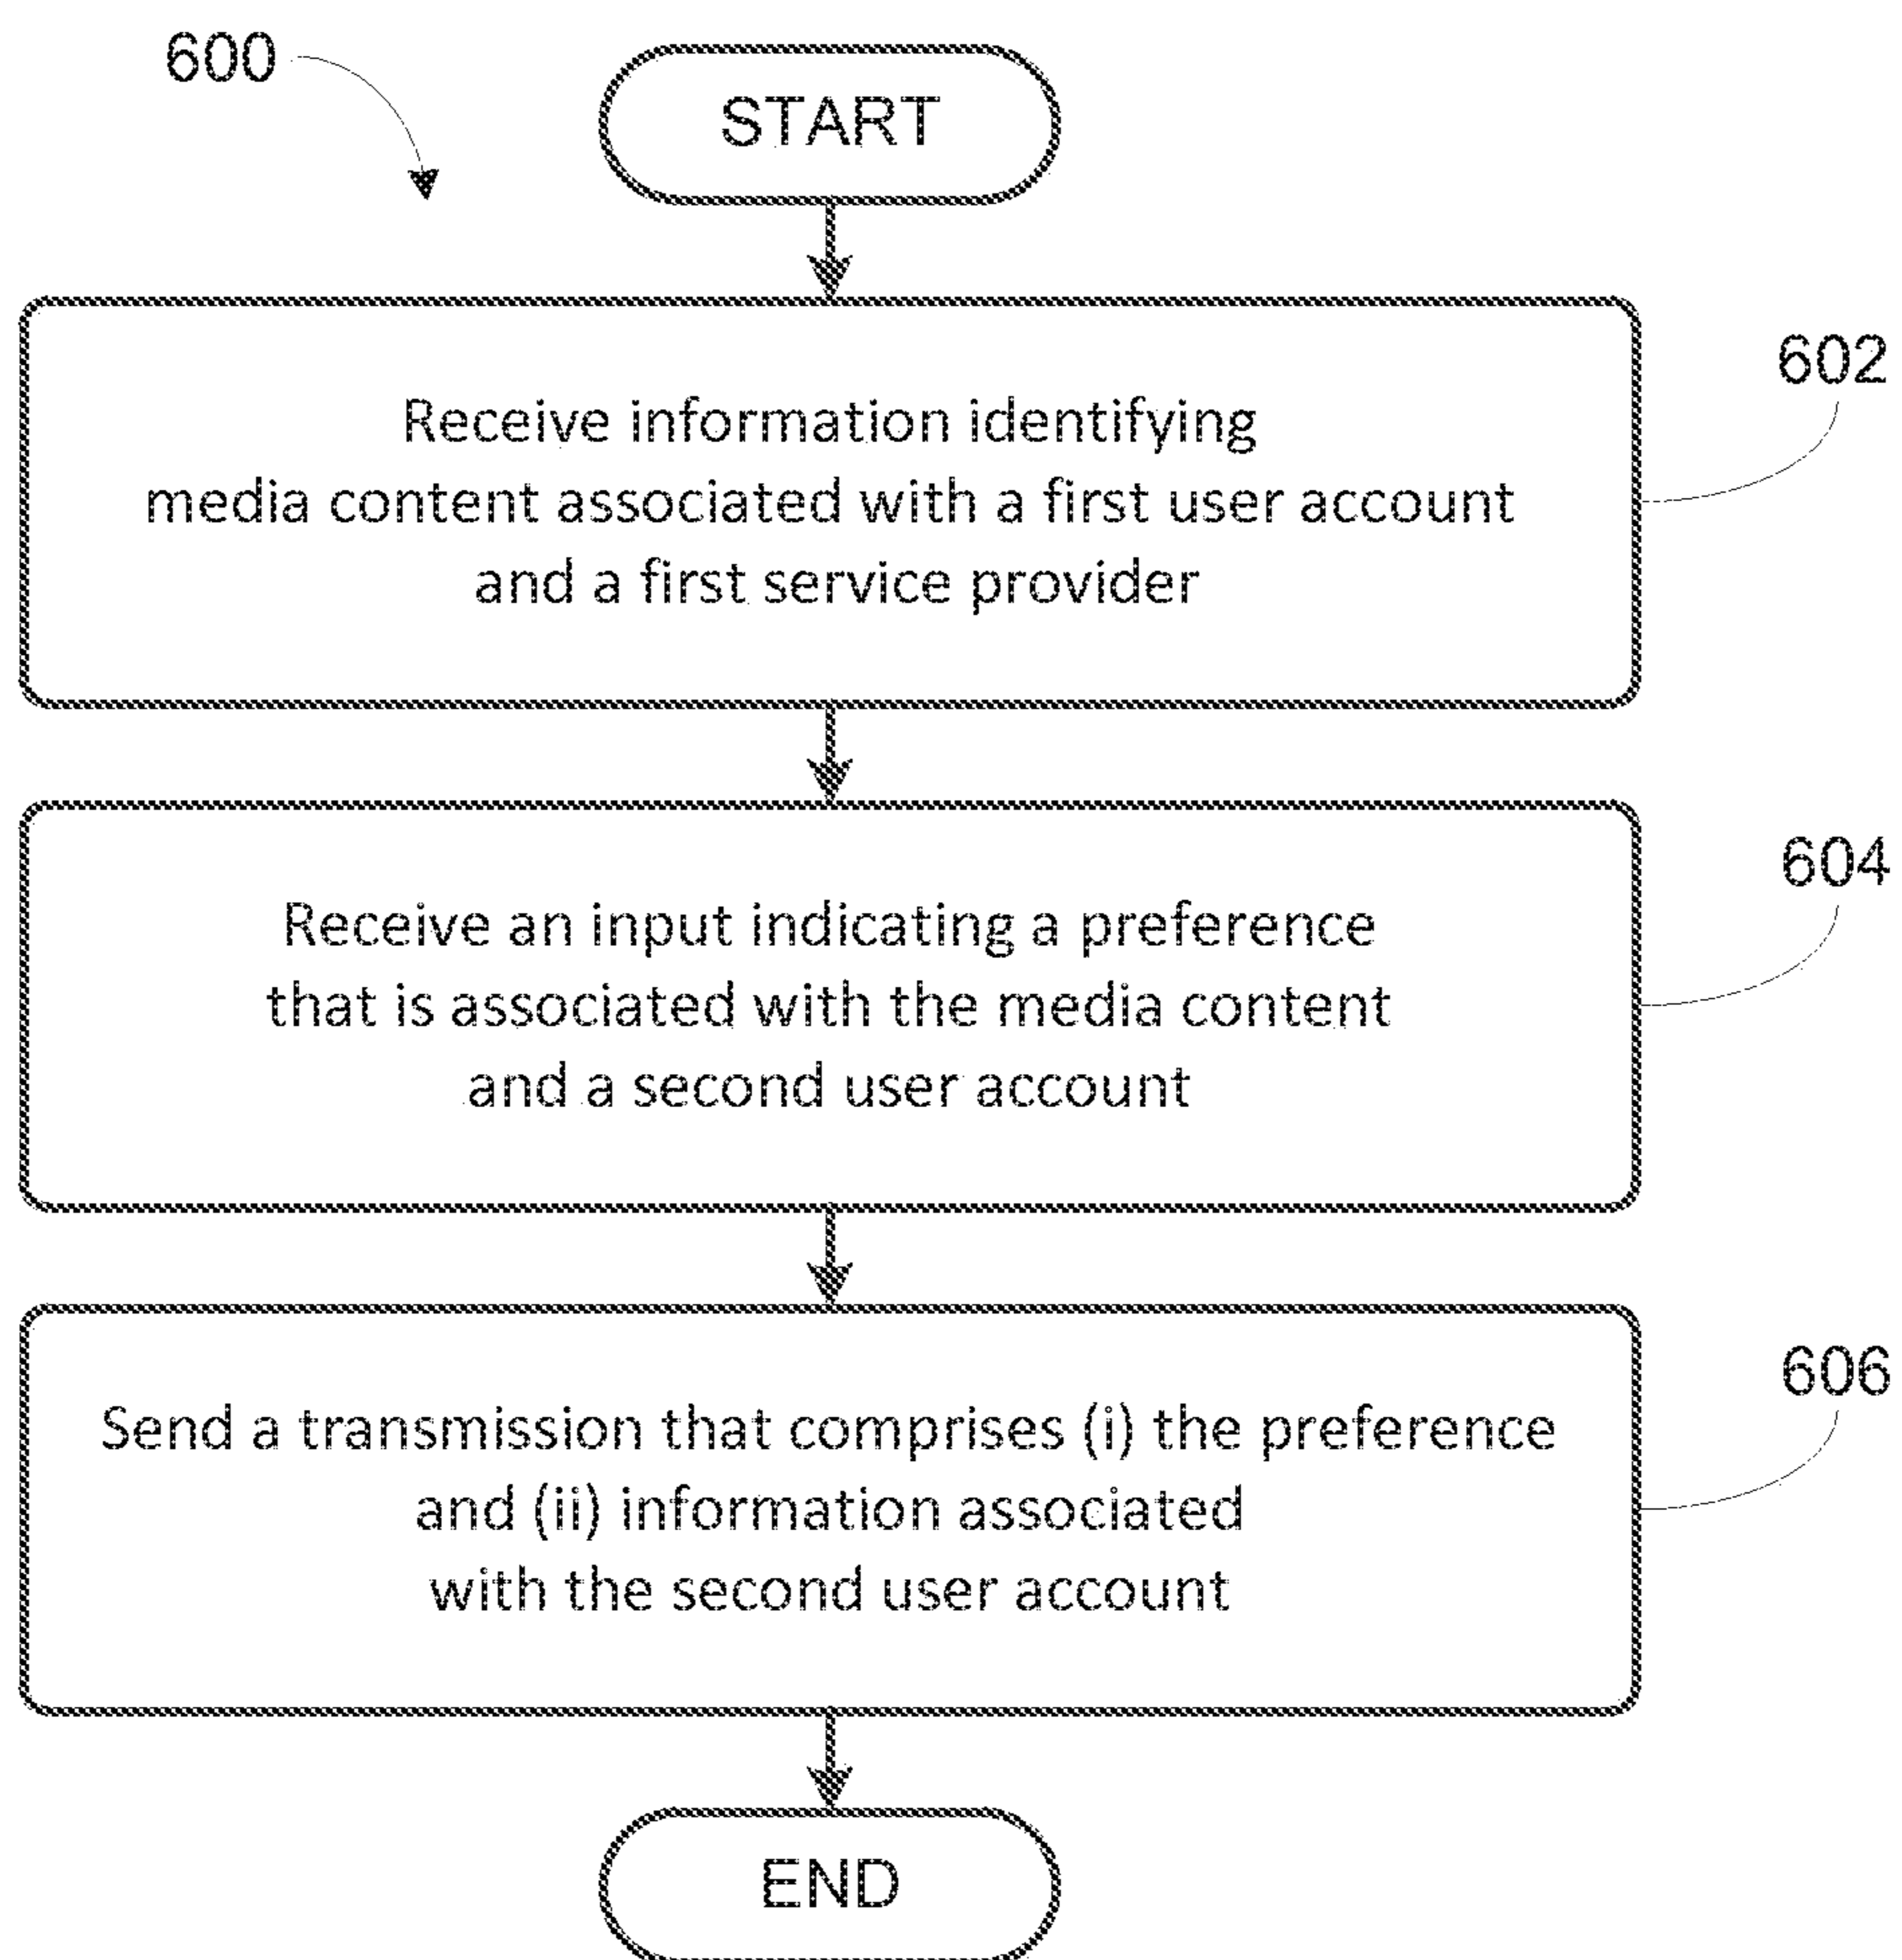 600
START
Receive information identifying
media content associated with a first user account
and a first service provider
602
Receive an input indicating a preference
that is associated with the media content
and a second user account
604
Send a transmission that comprises (i) the preference
and (ii) information associated
with the second user account
606
END